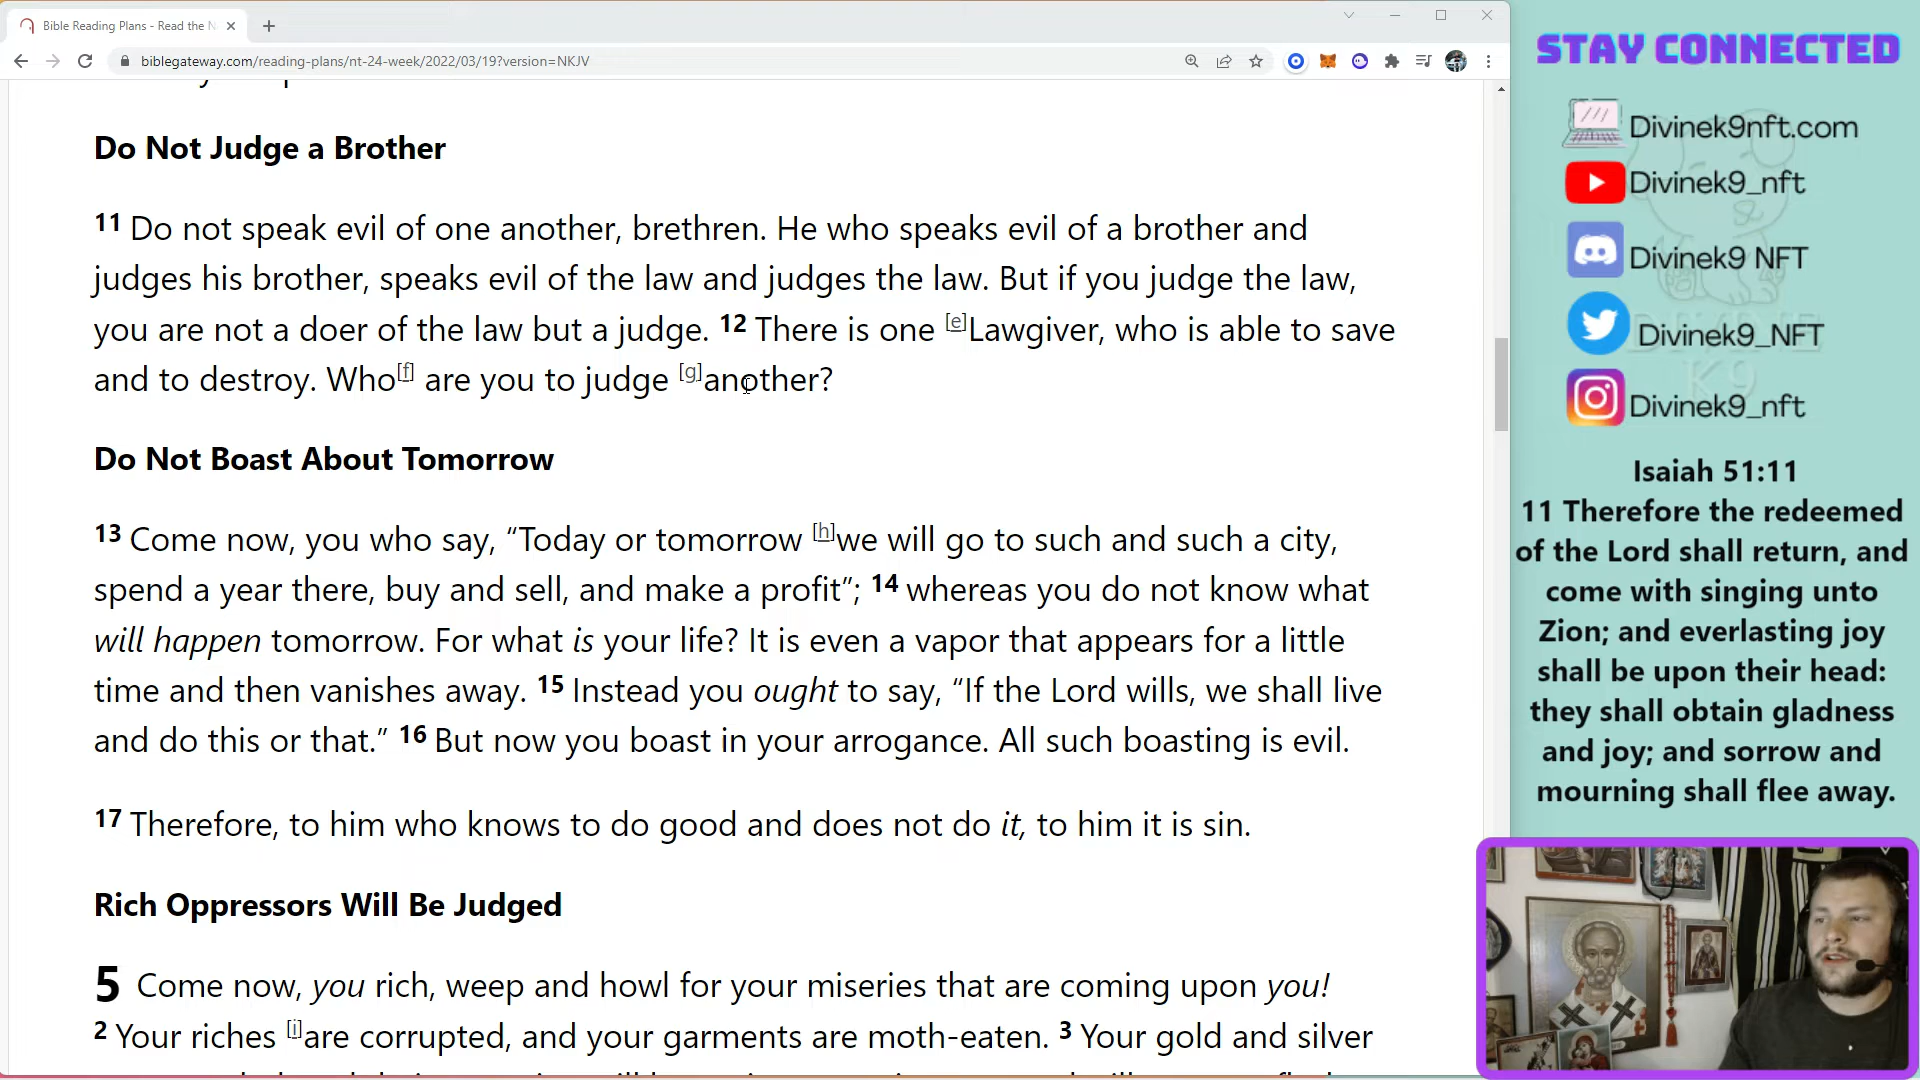 Bible Reading Plans - Read the N
biblegateway.com/reading-plans/nt-24-week/2022/03/19?version=NKJV
Do Not Judge a Brother
11 Do not speak evil of one another, brethren. He who speaks evil of a brother and
judges his brother, speaks evil of the law and judges the law. But if you judge the law,
you are not a doer of the law but a judge. 12 There is one [e]Lawgiver, who is able to save
and to destroy. Who[f] are you to judge [g]another?
Do Not Boast About Tomorrow
13 Come now, you who say, “Today or tomorrow [h]we will go to such and such a city,
spend a year there, buy and sell, and make a profit”; 14 whereas you do not know what
will happen tomorrow. For what is your life? It is even a vapor that appears for a little
time and then vanishes away. 15 Instead you ought to say, “If the Lord wills, we shall live
and do this or that.” 16 But now you boast in your arrogance. All such boasting is evil.
17 Therefore, to him who knows to do good and does not do it, to him it is sin.
Rich Oppressors Will Be Judged
5 Come now, you rich, weep and howl for your miseries that are coming upon you!
2 Your riches [i]are corrupted, and your garments are moth-eaten. 3 Your gold and silver
STAY CONNECTED
Divinek9nft.com
Divinek9_nft
Divinek9 NFT
Divinek9_NFT
Divinek9_nft
DIVINE
K9
Isaiah 51:11
11 Therefore the redeemed
of the Lord shall return, and
come with singing unto
Zion; and everlasting joy
shall be upon their head:
they shall obtain gladness
and joy; and sorrow and
mourning shall flee away.